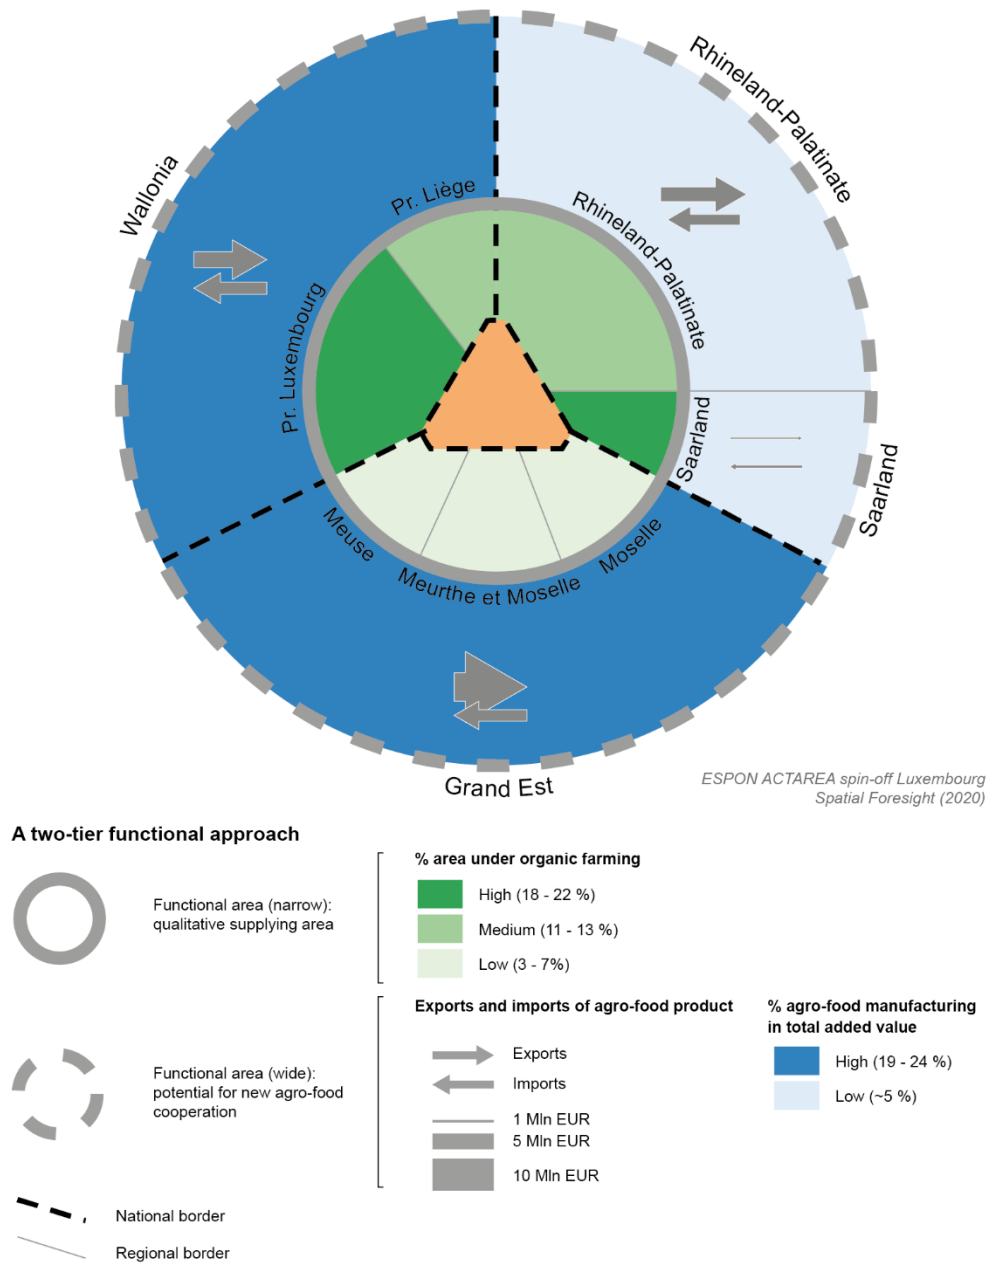 Rhineland-Palatinate
Wallonia
Pr. Liège
Rhineland-Palatinate
Pr. Luxembourg
Saarland
Saarland
Meuse
Moselle
Meurthe et Moselle
Grand Est
ESPON ACTAREA spin-off Luxembourg
Spatial Foresight (2020)
A two-tier functional approach
Functional area (narrow):
qualitative supplying area
% area under organic farming
High (18 - 22 %)
Medium (11 - 13 %)
Low (3 - 7%)
Functional area (wide):
potential for new agro-food
cooperation
Exports and imports of agro-food product
Exports
Imports
1 Mln EUR
5 Mln EUR
10 Mln EUR
% agro-food manufacturing
in total added value
High (19 - 24 %)
Low (~5 %)
National border
Regional border